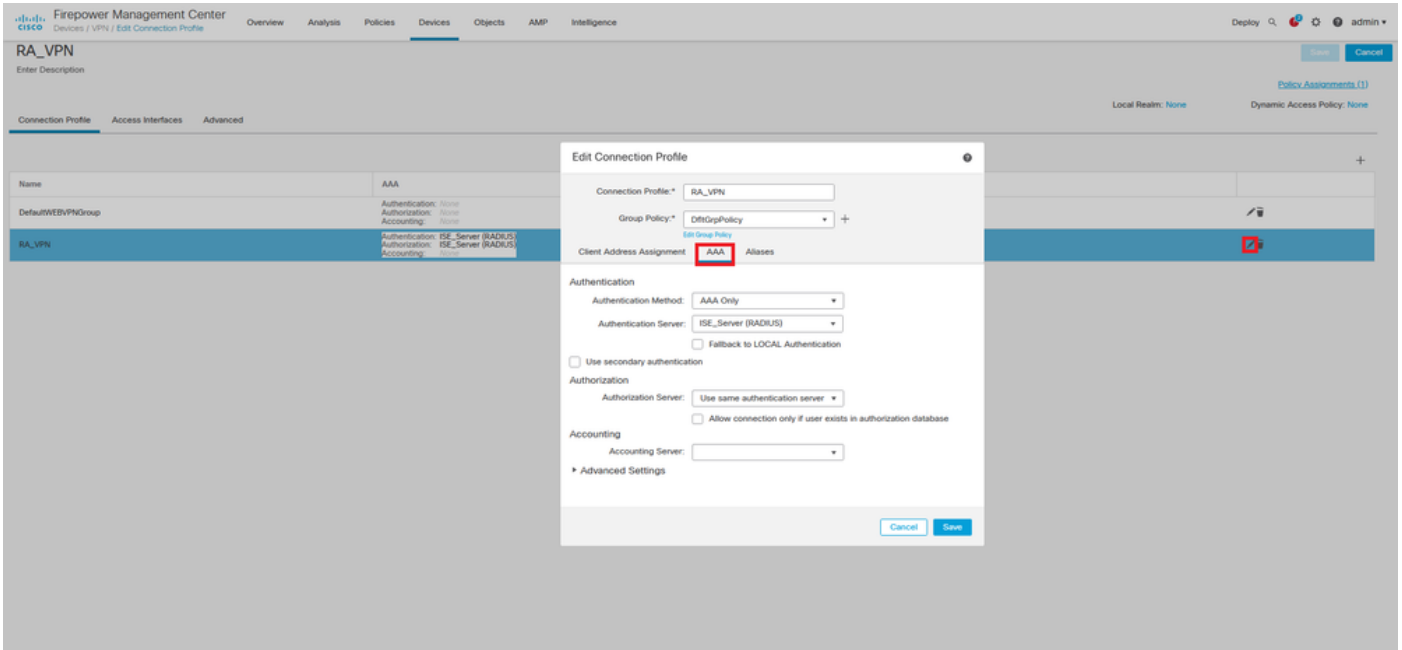 cisco Firepower Management Center
Devices / VPN / Edit Connection Profile
Overview Analysis Policies Devices Objects AMP Intelligence Deploy admin
RA_VPN
Save Cancel
Enter Description
Policy Assignments (1)
Local Realm: None Dynamic Access Policy: None
Connection Profile Access Interfaces Advanced
+
Name AAA
DefaultWEBVPNGroup
Authentication: None
Authorization: None
Accounting: None
RA_VPN
Authentication: ISE_Server (RADIUS)
Authorization: ISE_Server (RADIUS)
Accounting: None
Edit Connection Profile
Connection Profile:* RA_VPN
Group Policy:* DfltGrpPolicy +
Edit Group Policy
Client Address Assignment AAA Aliases
Authentication
Authentication Method: AAA Only
Authentication Server: ISE_Server (RADIUS)
Fallback to LOCAL Authentication
Use secondary authentication
Authorization
Authorization Server: Use same authentication server
Allow connection only if user exists in authorization database
Accounting
Accounting Server:
Advanced Settings
Cancel Save